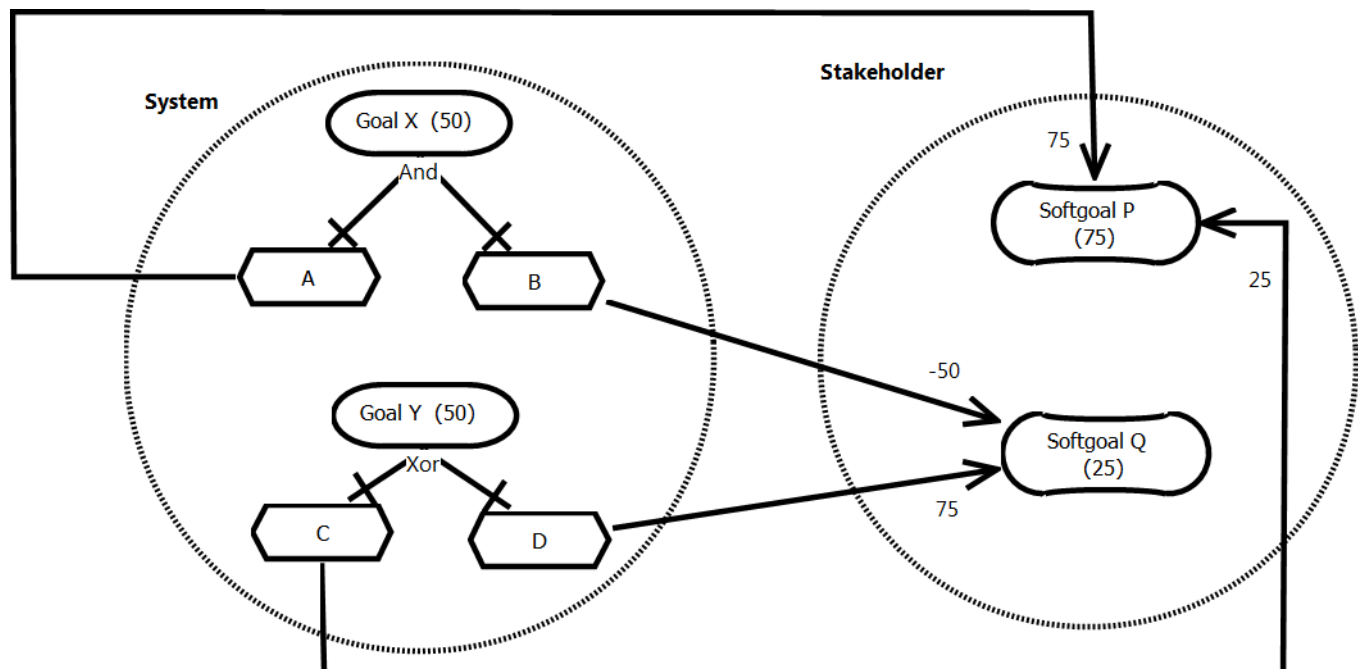 System
Stakeholder
Goal X (50)
And
A
B
Goal Y (50)
Xor
C
D
75
Softgoal P
(75)
25
-50
Softgoal Q
(25)
75